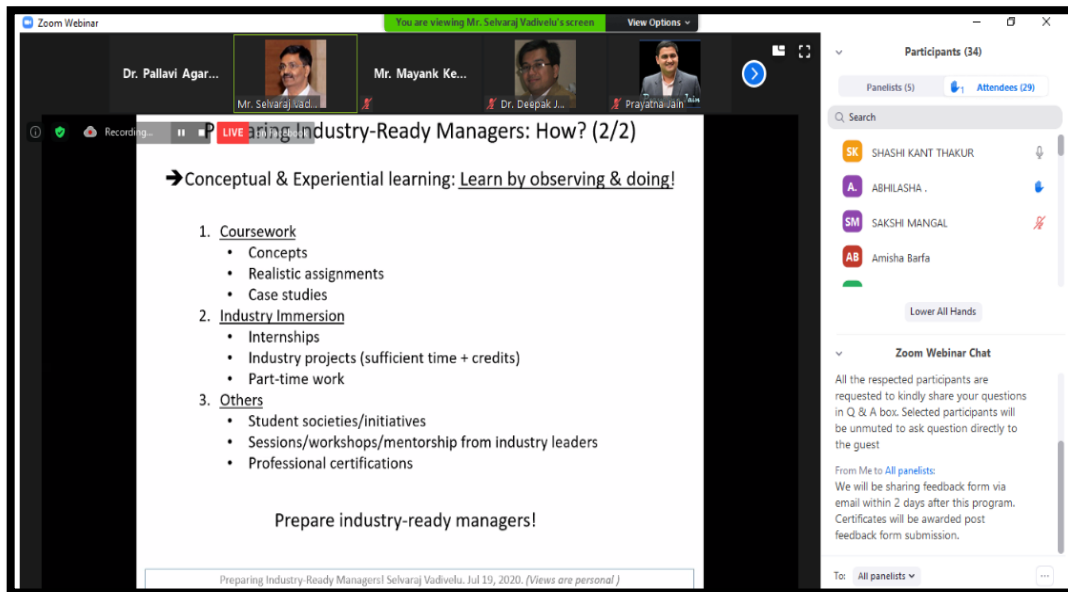 Zoom Webinar
You are viewing Mr. Selvaraj Vadivelu's screen
View Options
Dr. Pallavi Agar...
Mr. Selvaraj Vad...
Mr. Mayank Ke...
Dr. Deepak J...
Prayatna Jain
Jain
Recording...
LIVE
Preparing Industry-Ready Managers: How? (2/2)
➔Conceptual & Experiential learning: Learn by observing & doing!
1. Coursework
• Concepts
• Realistic assignments
• Case studies
2. Industry Immersion
• Internships
• Industry projects (sufficient time + credits)
• Part-time work
3. Others
• Student societies/initiatives
• Sessions/workshops/mentorship from industry leaders
• Professional certifications
Prepare industry-ready managers!
Preparing Industry-Ready Managers! Selvaraj Vadivelu. Jul 19, 2020. (Views are personal )
Participants (34)
Panelists (5)
1
Attendees (29)
Search
SK SHASHI KANT THAKUR
A. ABHILASHA .
SM SAKSHI MANGAL
AB Amisha Barfa
Lower All Hands
Zoom Webinar Chat
All the respected participants are
requested to kindly share your questions
in Q & A box. Selected participants will
be unmuted to ask question directly to
the guest
From Me to All panelists:
We will be sharing feedback form via
email within 2 days after this program.
Certificates will be awarded post
feedback form submission.
To: All panelists